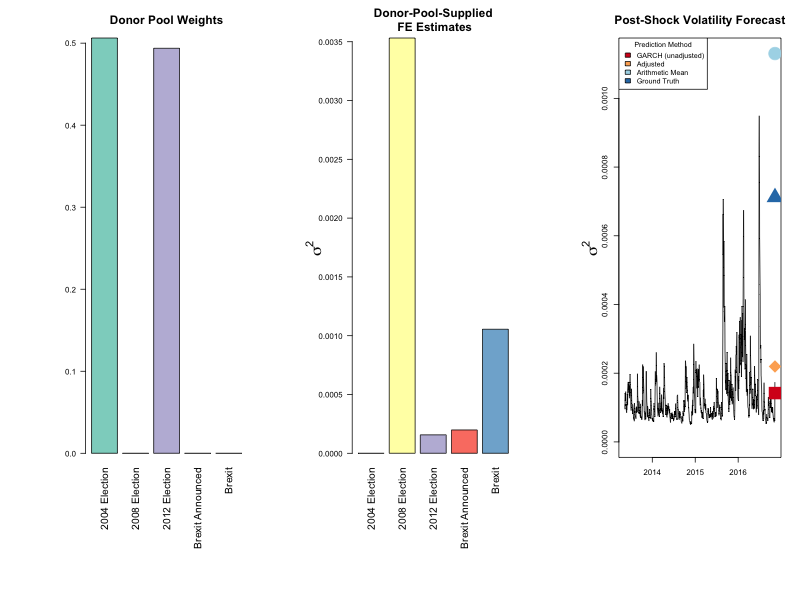 Donor Pool Weights
0.5
0.4
0.3
0.2
0.1
0.0
2004 Election
2008 Election
2012 Election
Brexit Announced
Brexit
Donor-Pool-Supplied
FE Estimates
σ²
0.0035
0.0030
0.0025
0.0020
0.0015
0.0010
0.0005
0.0000
2004 Election
2008 Election
2012 Election
Brexit Announced
Brexit
Post-Shock Volatility Forecast
Prediction Method
GARCH (unadjusted)
Adjusted
Arithmetic Mean
Ground Truth
σ²
0.0010
0.0008
0.0006
0.0004
0.0002
0.0000
2014
2015
2016